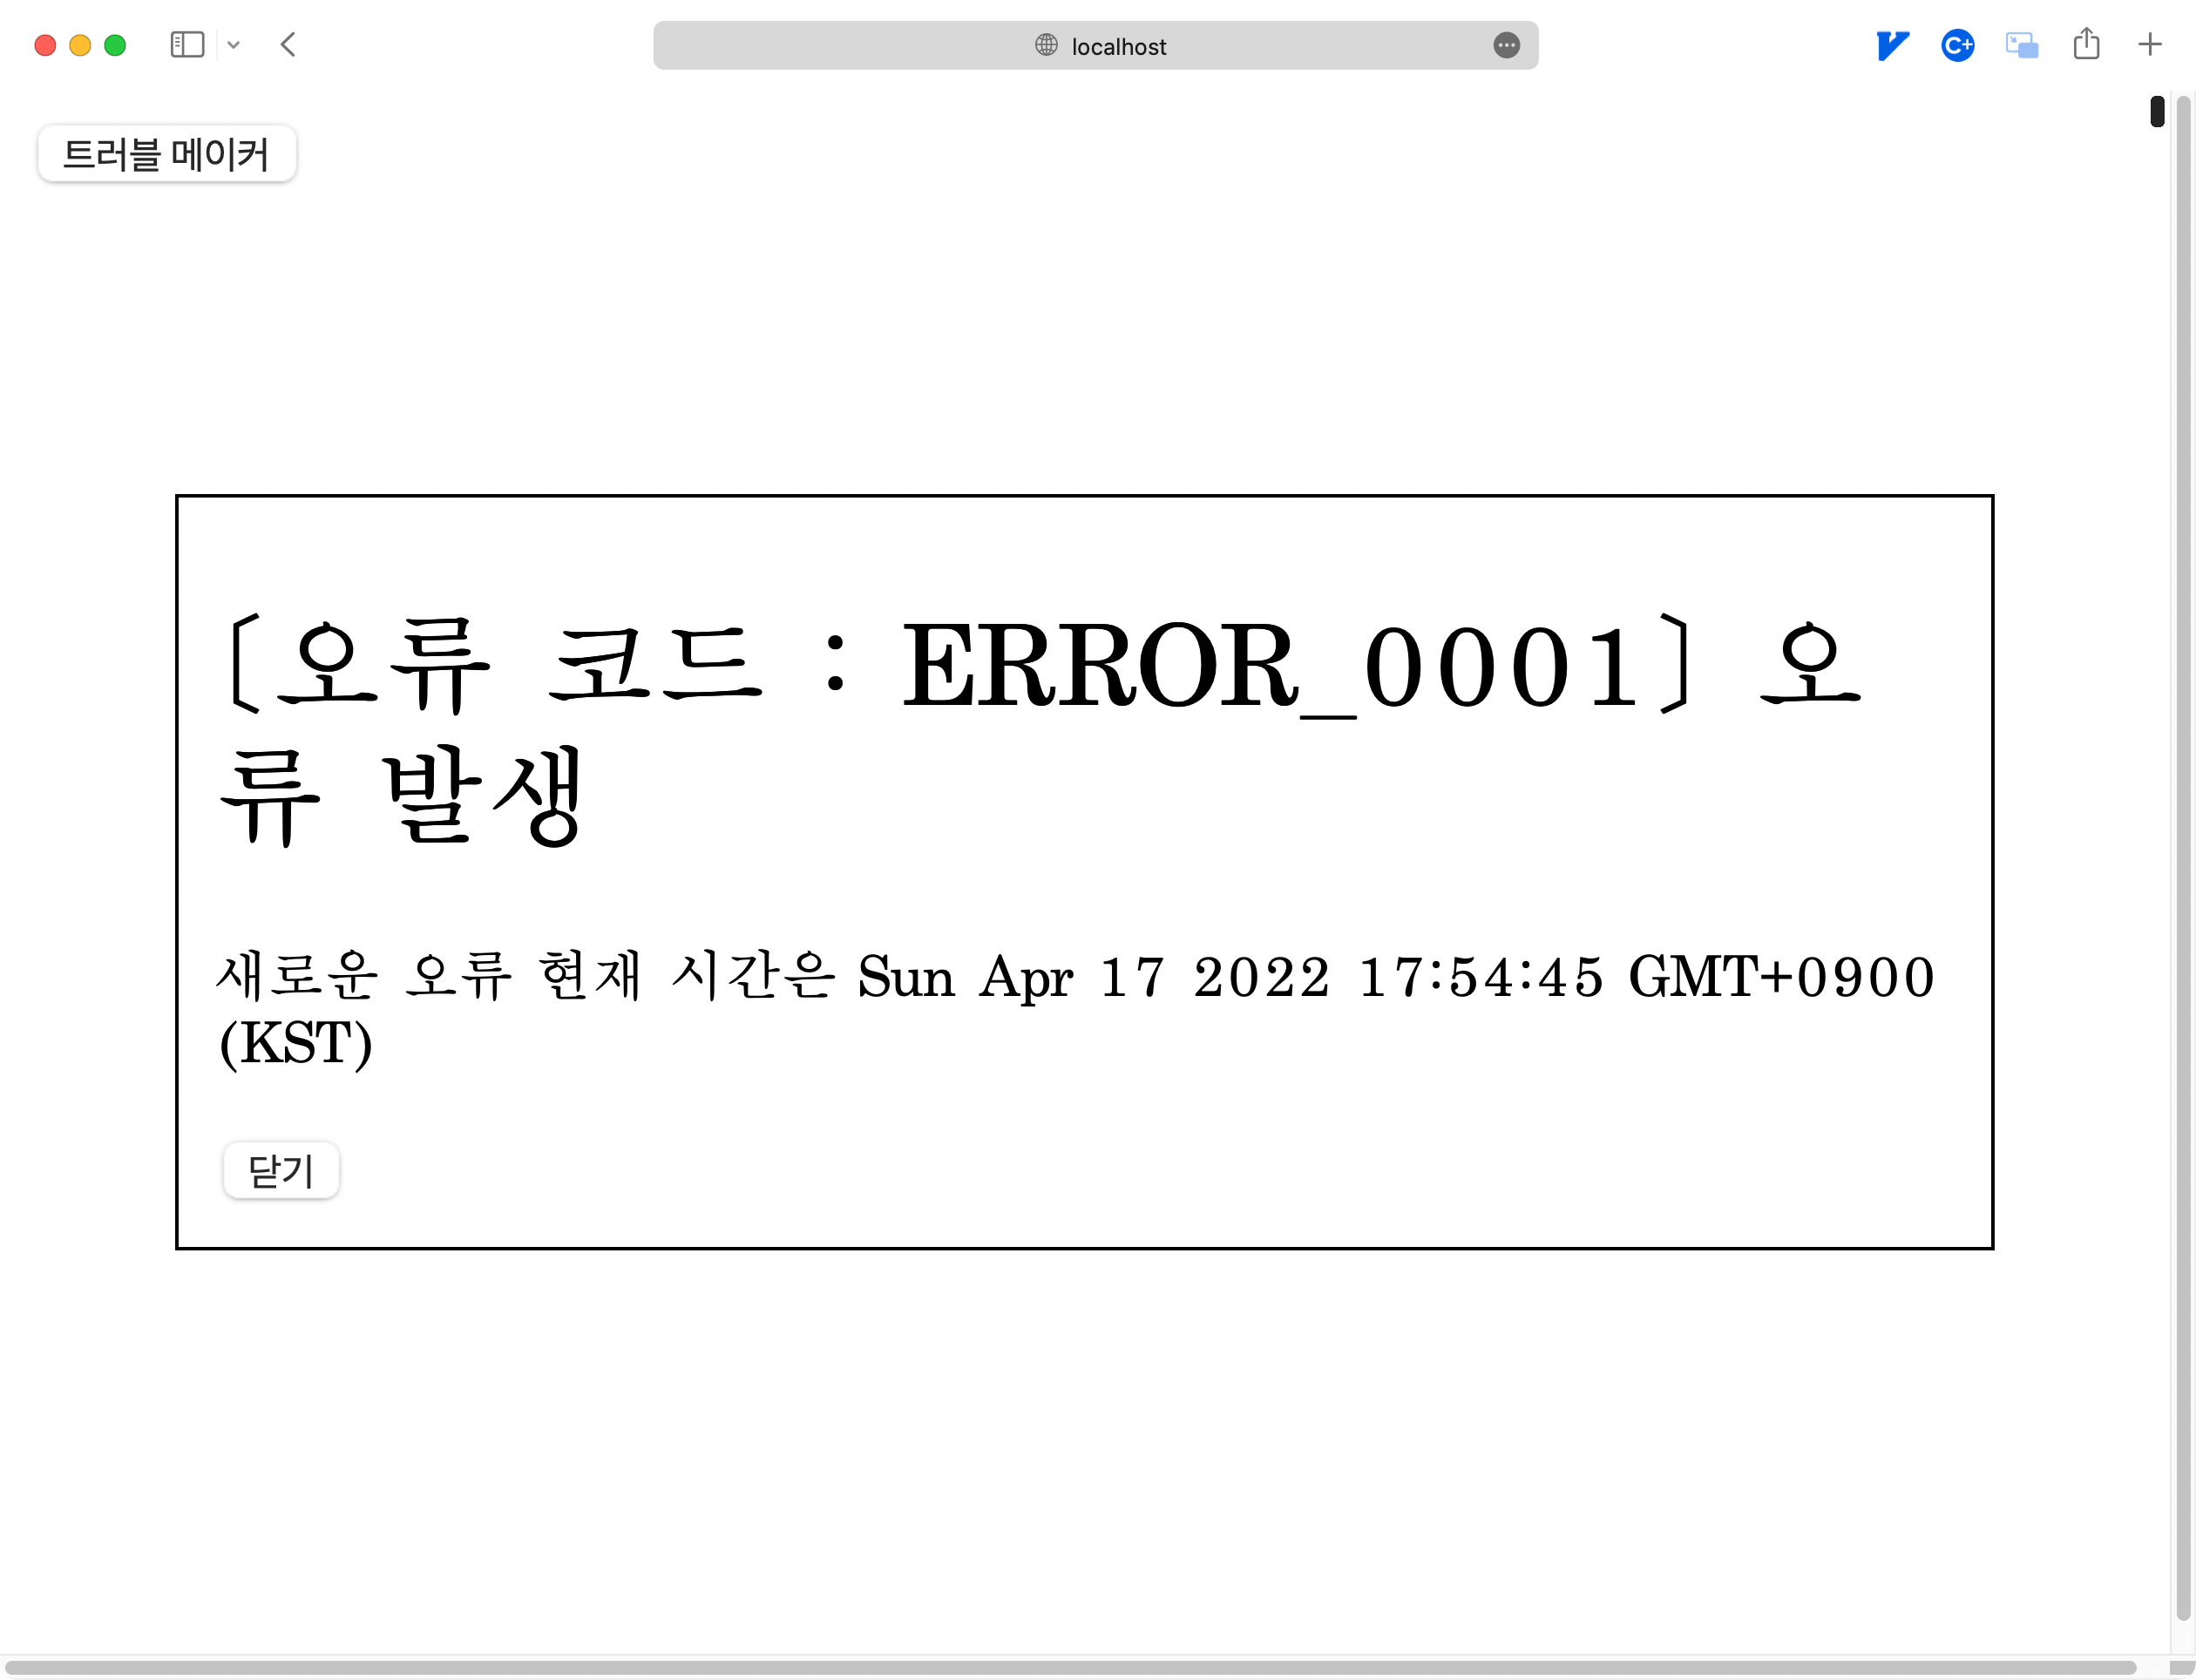 localhost
트러블 메이커
[오류 코드 : ERROR_0001] 오
류 발생
새로운 오류 현재 시간은 Sun Apr 17 2022 17:54:45 GMT+0900
(KST)
닫기